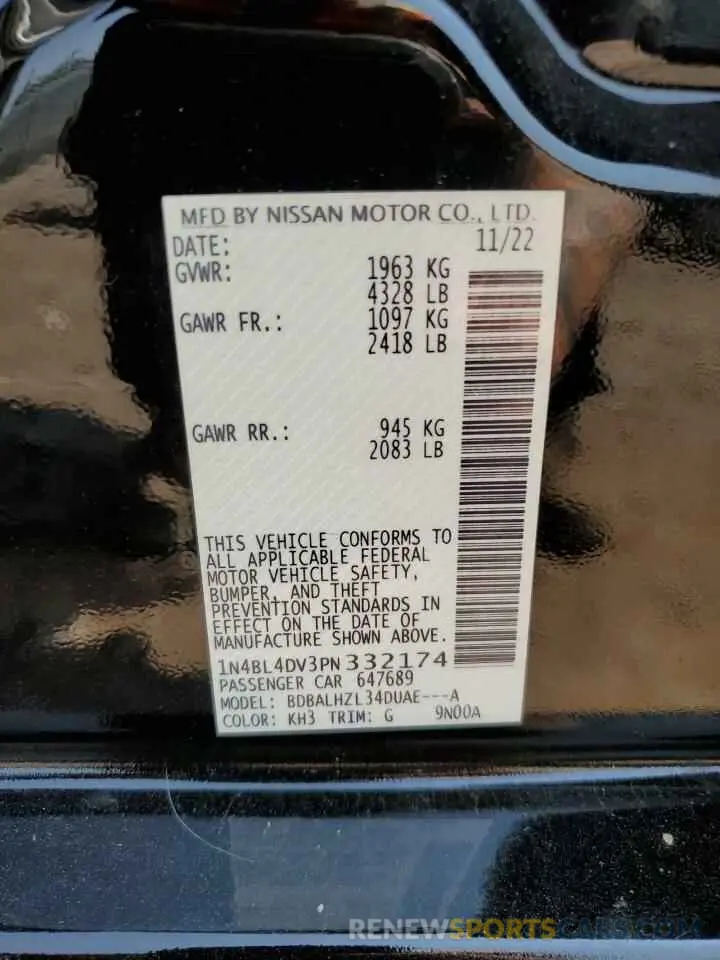 MFD BY NISSAN MOTOR CO., LTD.
DATE: 11/22
GVWR: 1963 KG
4328 LB
GAWR FR.: 1097 KG
2418 LB
GAWR RR.: 945 KG
2083 LB
THIS VEHICLE CONFORMS TO
ALL APPLICABLE FEDERAL
MOTOR VEHICLE SAFETY,
BUMPER, AND THEFT
PREVENTION STANDARDS IN
EFFECT ON THE DATE OF
MANUFACTURE SHOWN ABOVE.
1N4BL4DV3PN332174
PASSENGER CAR 647689
MODEL: BDBALHZL34DUAE---A
COLOR: KH3 TRIM: G 9N00A
RENEWSPORTSCARS.COM